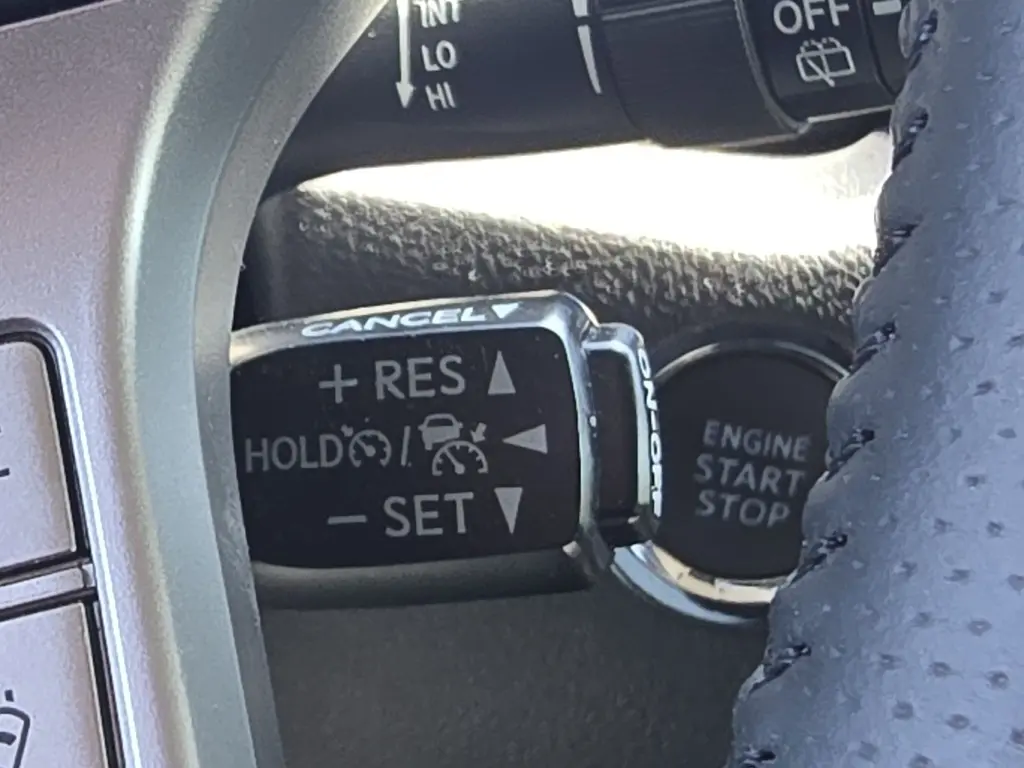 INT
LO
HI
OFF
CANCEL▼
+ RES ▲
HOLD / ◀
− SET ▼
ON·OFF
ENGINE
START
STOP